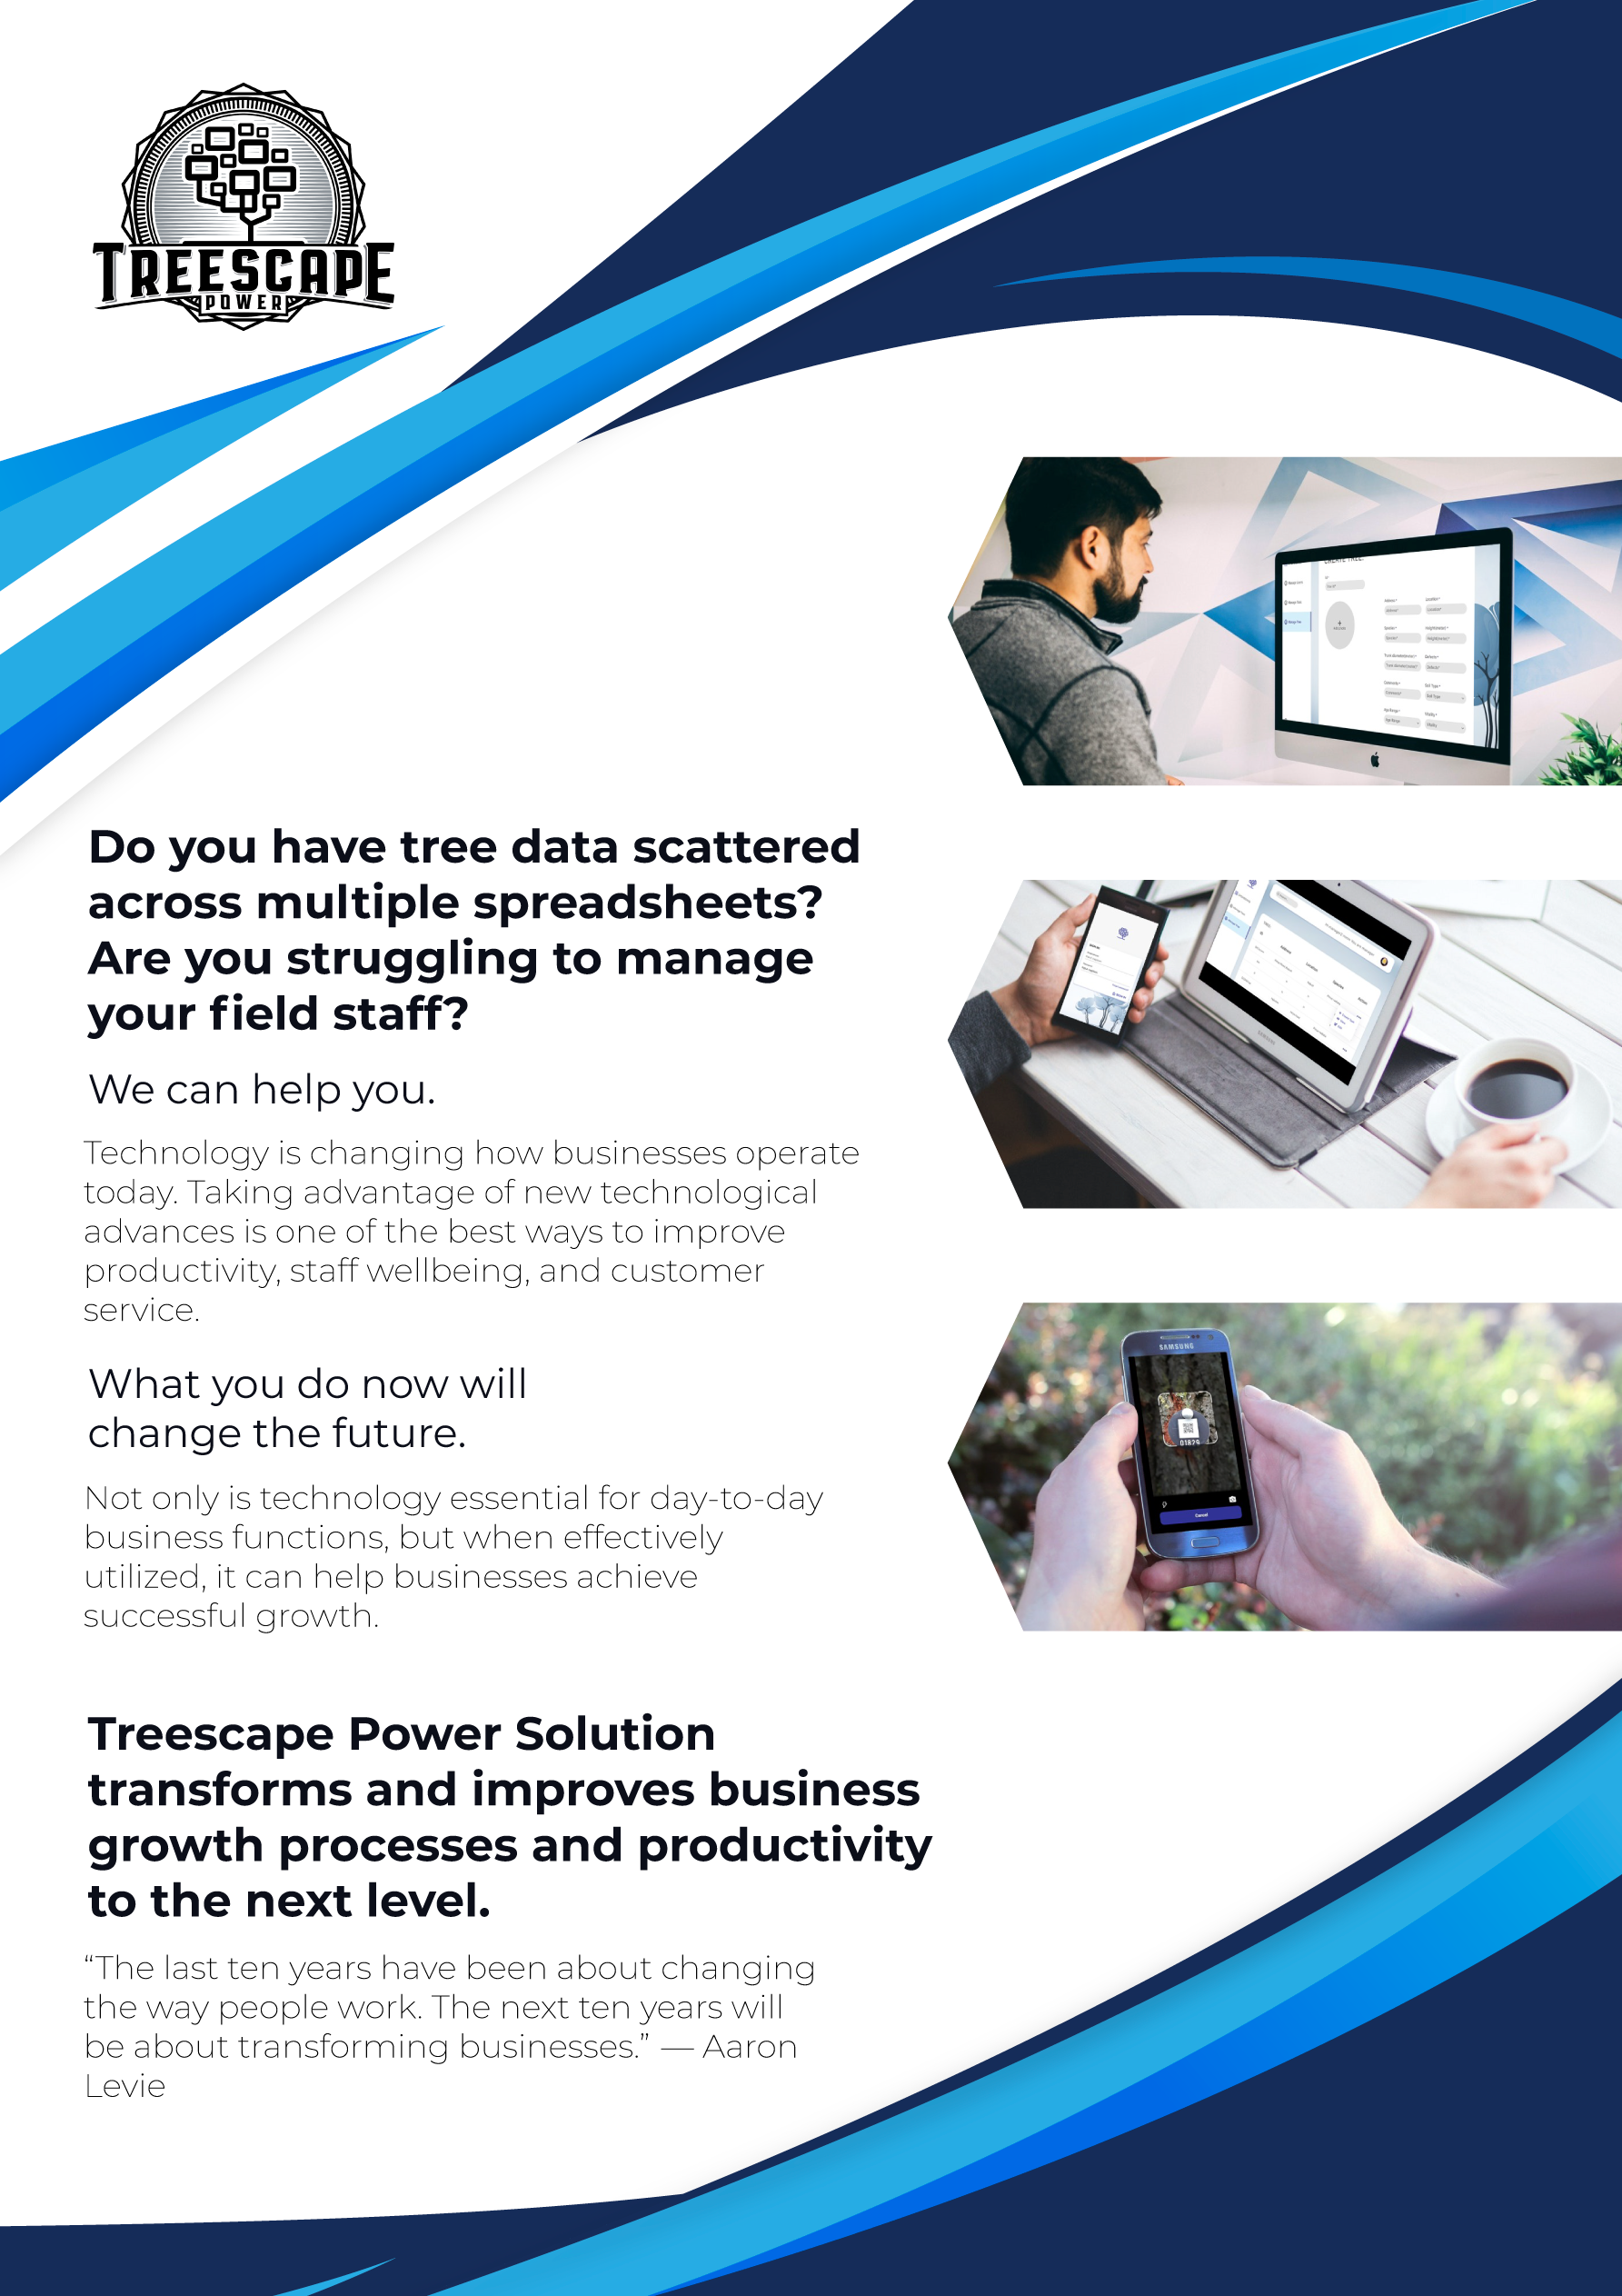 TREESCAPE
POWER
Do you have tree data scattered
across multiple spreadsheets?
Are you struggling to manage
your field staff?
We can help you.
Technology is changing how businesses operate
today. Taking advantage of new technological
advances is one of the best ways to improve
productivity, staff wellbeing, and customer
service.
What you do now will
change the future.
Not only is technology essential for day-to-day
business functions, but when effectively
utilized, it can help businesses achieve
successful growth.
Treescape Power Solution
transforms and improves business
growth processes and productivity
to the next level.
“The last ten years have been about changing
the way people work. The next ten years will
be about transforming businesses.” — Aaron
Levie
SAMSUNG
01829
Cancel